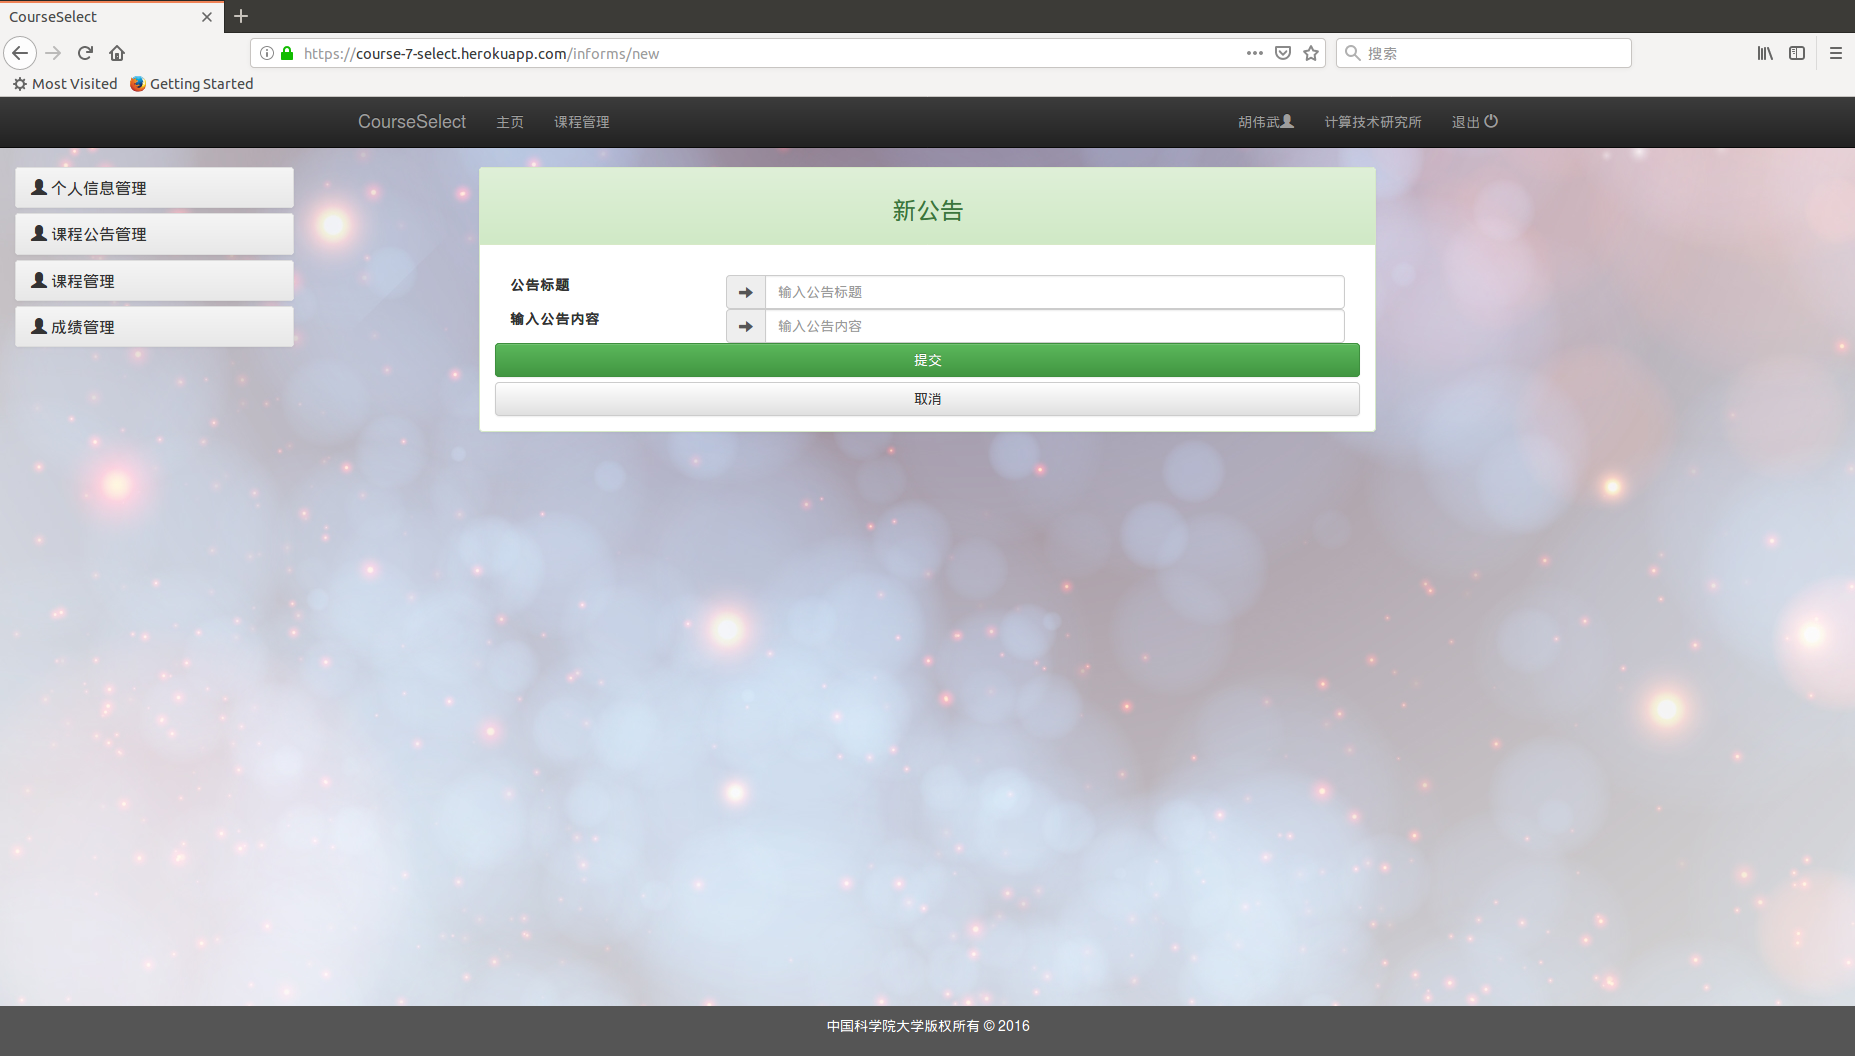 CourseSelect
https://course-7-select.herokuapp.com/informs/new
搜索
Most Visited Getting Started
CourseSelect 主页 课程管理 胡伟武 计算技术研究所 退出
个人信息管理
课程公告管理
课程管理
成绩管理
新公告
公告标题 输入公告标题
输入公告内容 输入公告内容
提交
取消
中国科学院大学版权所有 © 2016